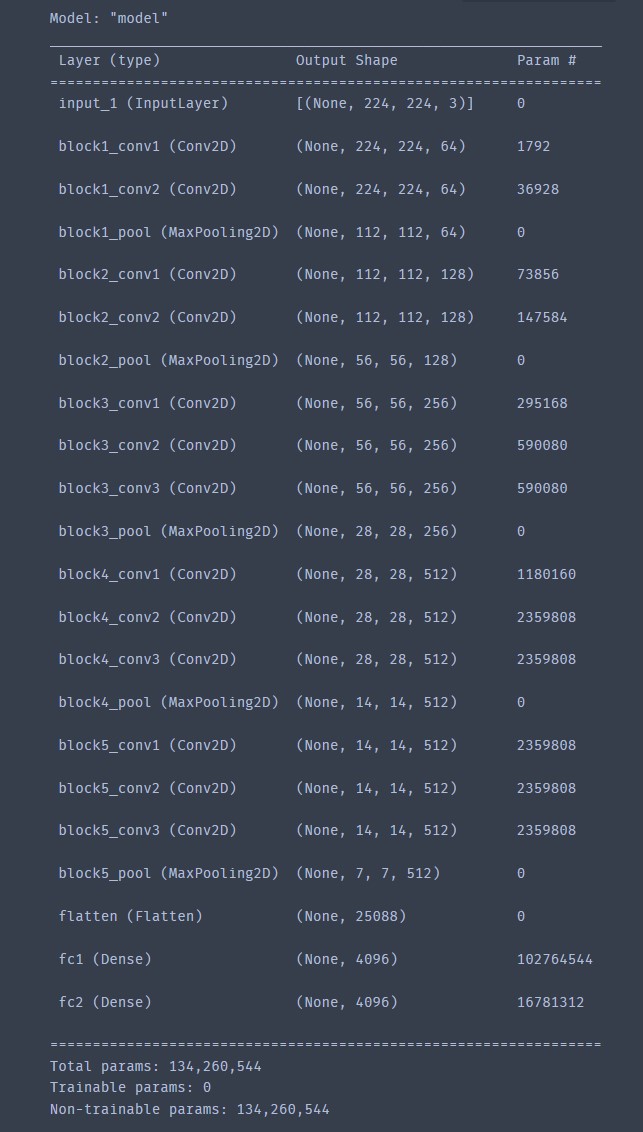 Model: "model"
Layer (type) Output Shape Param #
=================================================================
input_1 (InputLayer) [(None, 224, 224, 3)] 0
block1_conv1 (Conv2D) (None, 224, 224, 64) 1792
block1_conv2 (Conv2D) (None, 224, 224, 64) 36928
block1_pool (MaxPooling2D) (None, 112, 112, 64) 0
block2_conv1 (Conv2D) (None, 112, 112, 128) 73856
block2_conv2 (Conv2D) (None, 112, 112, 128) 147584
block2_pool (MaxPooling2D) (None, 56, 56, 128) 0
block3_conv1 (Conv2D) (None, 56, 56, 256) 295168
block3_conv2 (Conv2D) (None, 56, 56, 256) 590080
block3_conv3 (Conv2D) (None, 56, 56, 256) 590080
block3_pool (MaxPooling2D) (None, 28, 28, 256) 0
block4_conv1 (Conv2D) (None, 28, 28, 512) 1180160
block4_conv2 (Conv2D) (None, 28, 28, 512) 2359808
block4_conv3 (Conv2D) (None, 28, 28, 512) 2359808
block4_pool (MaxPooling2D) (None, 14, 14, 512) 0
block5_conv1 (Conv2D) (None, 14, 14, 512) 2359808
block5_conv2 (Conv2D) (None, 14, 14, 512) 2359808
block5_conv3 (Conv2D) (None, 14, 14, 512) 2359808
block5_pool (MaxPooling2D) (None, 7, 7, 512) 0
flatten (Flatten) (None, 25088) 0
fc1 (Dense) (None, 4096) 102764544
fc2 (Dense) (None, 4096) 16781312
=================================================================
Total params: 134,260,544
Trainable params: 0
Non-trainable params: 134,260,544